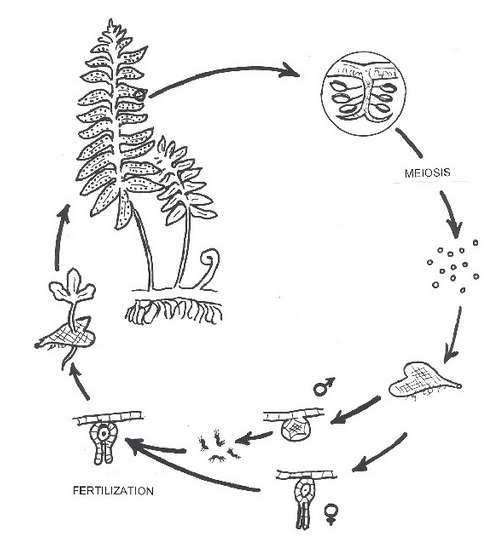 MEIOSIS
♂
♀
FERTILIZATION